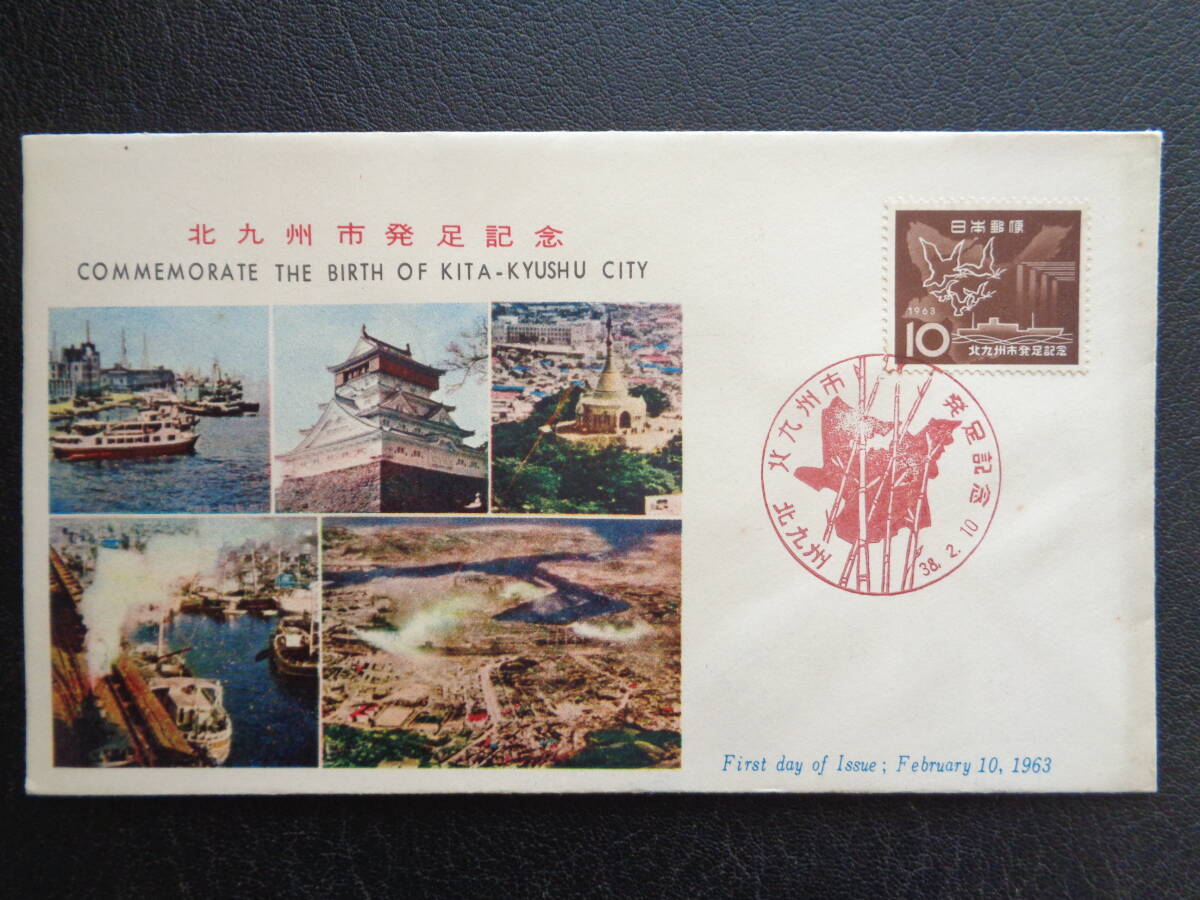 北九州市発足記念
COMMEMORATE THE BIRTH OF KITA-KYUSHU CITY
日本郵便
1963
10
北九州市発足記念
北九州市 発足記念
北九州
38. 2. 10
First day of Issue; February 10, 1963